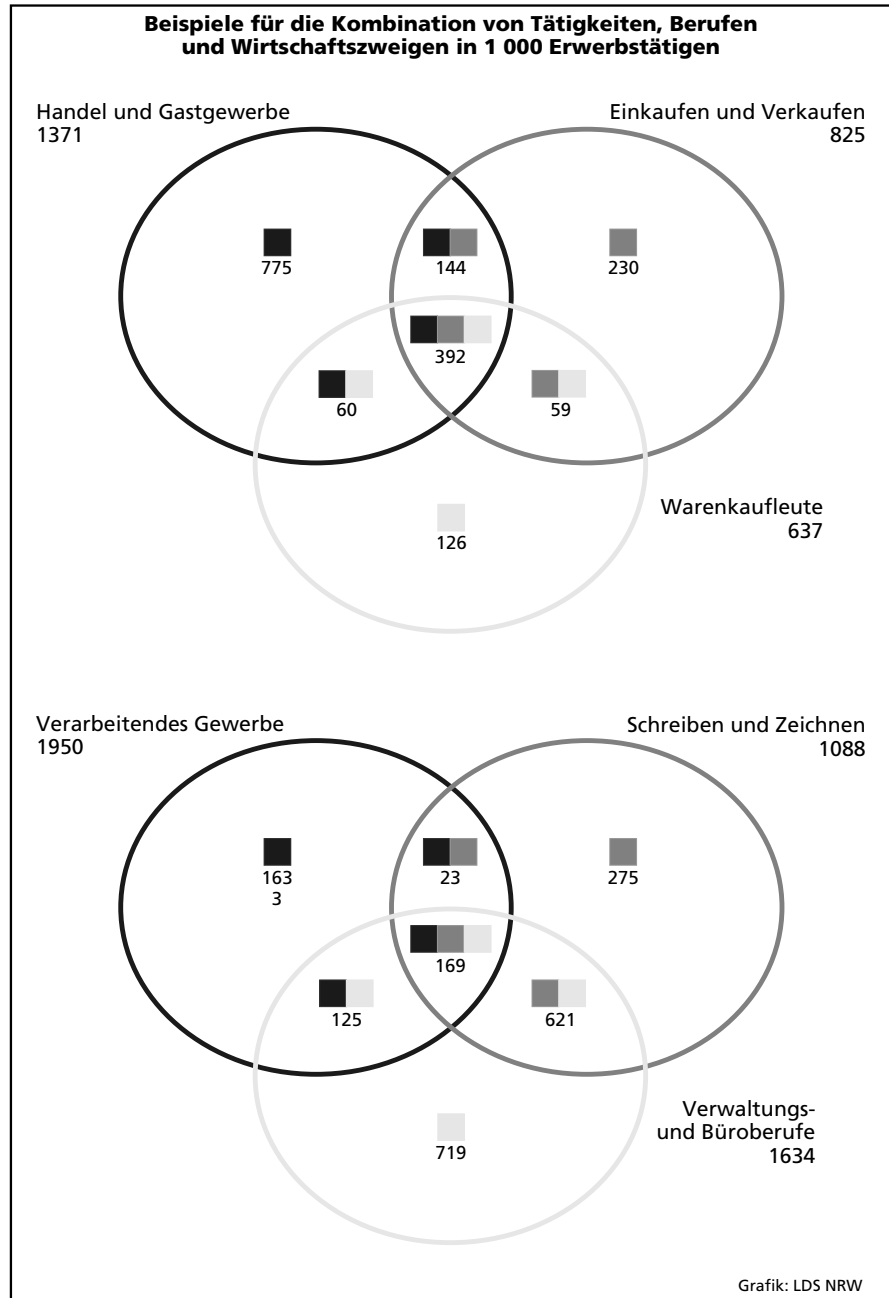 Beispiele für die Kombination von Tätigkeiten, Berufen
und Wirtschaftszweigen in 1 000 Erwerbstätigen
Handel und Gastgewerbe
1371
Einkaufen und Verkaufen
825
775
144
230
392
60
59
Warenkaufleute
637
126
Verarbeitendes Gewerbe
1950
Schreiben und Zeichnen
1088
163
3
23
275
169
125
621
Verwaltungs-
und Büroberufe
1634
719
Grafik: LDS NRW